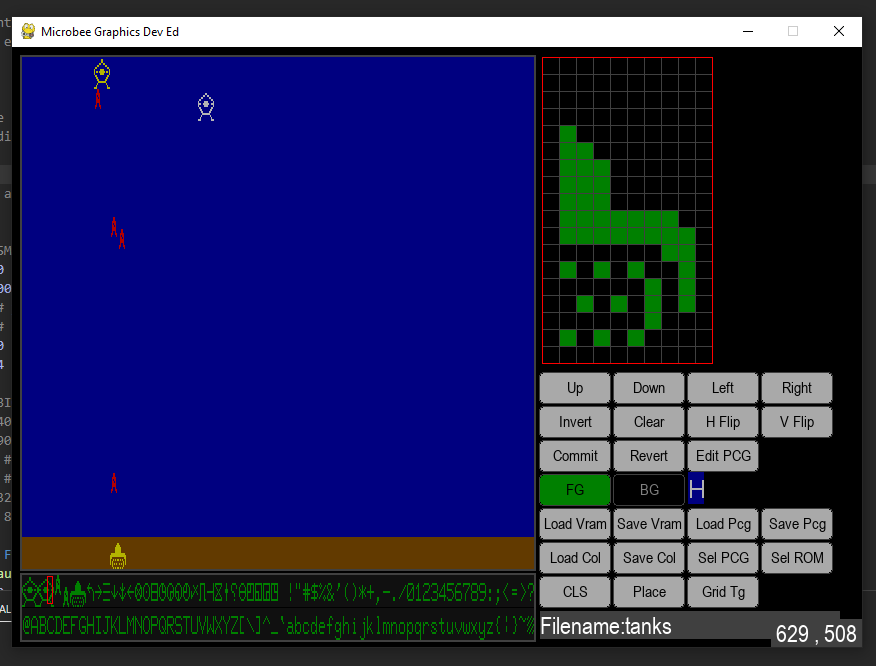 Microbee Graphics Dev Ed
Up Down Left Right
Invert Clear H Flip V Flip
Commit Revert Edit PCG
FG BG H
Load Vram Save Vram Load Pcg Save Pcg
Load Col Save Col Sel PCG Sel ROM
CLS Place Grid Tg
!"#$%&'()*+,-./0123456789:;<=>?
@ABCDEFGHIJKLMNOPQRSTUVWXYZ[\]^_`abcdefghijklmnopqrstuvwxyz{|}~
Filename:tanks
629 , 508